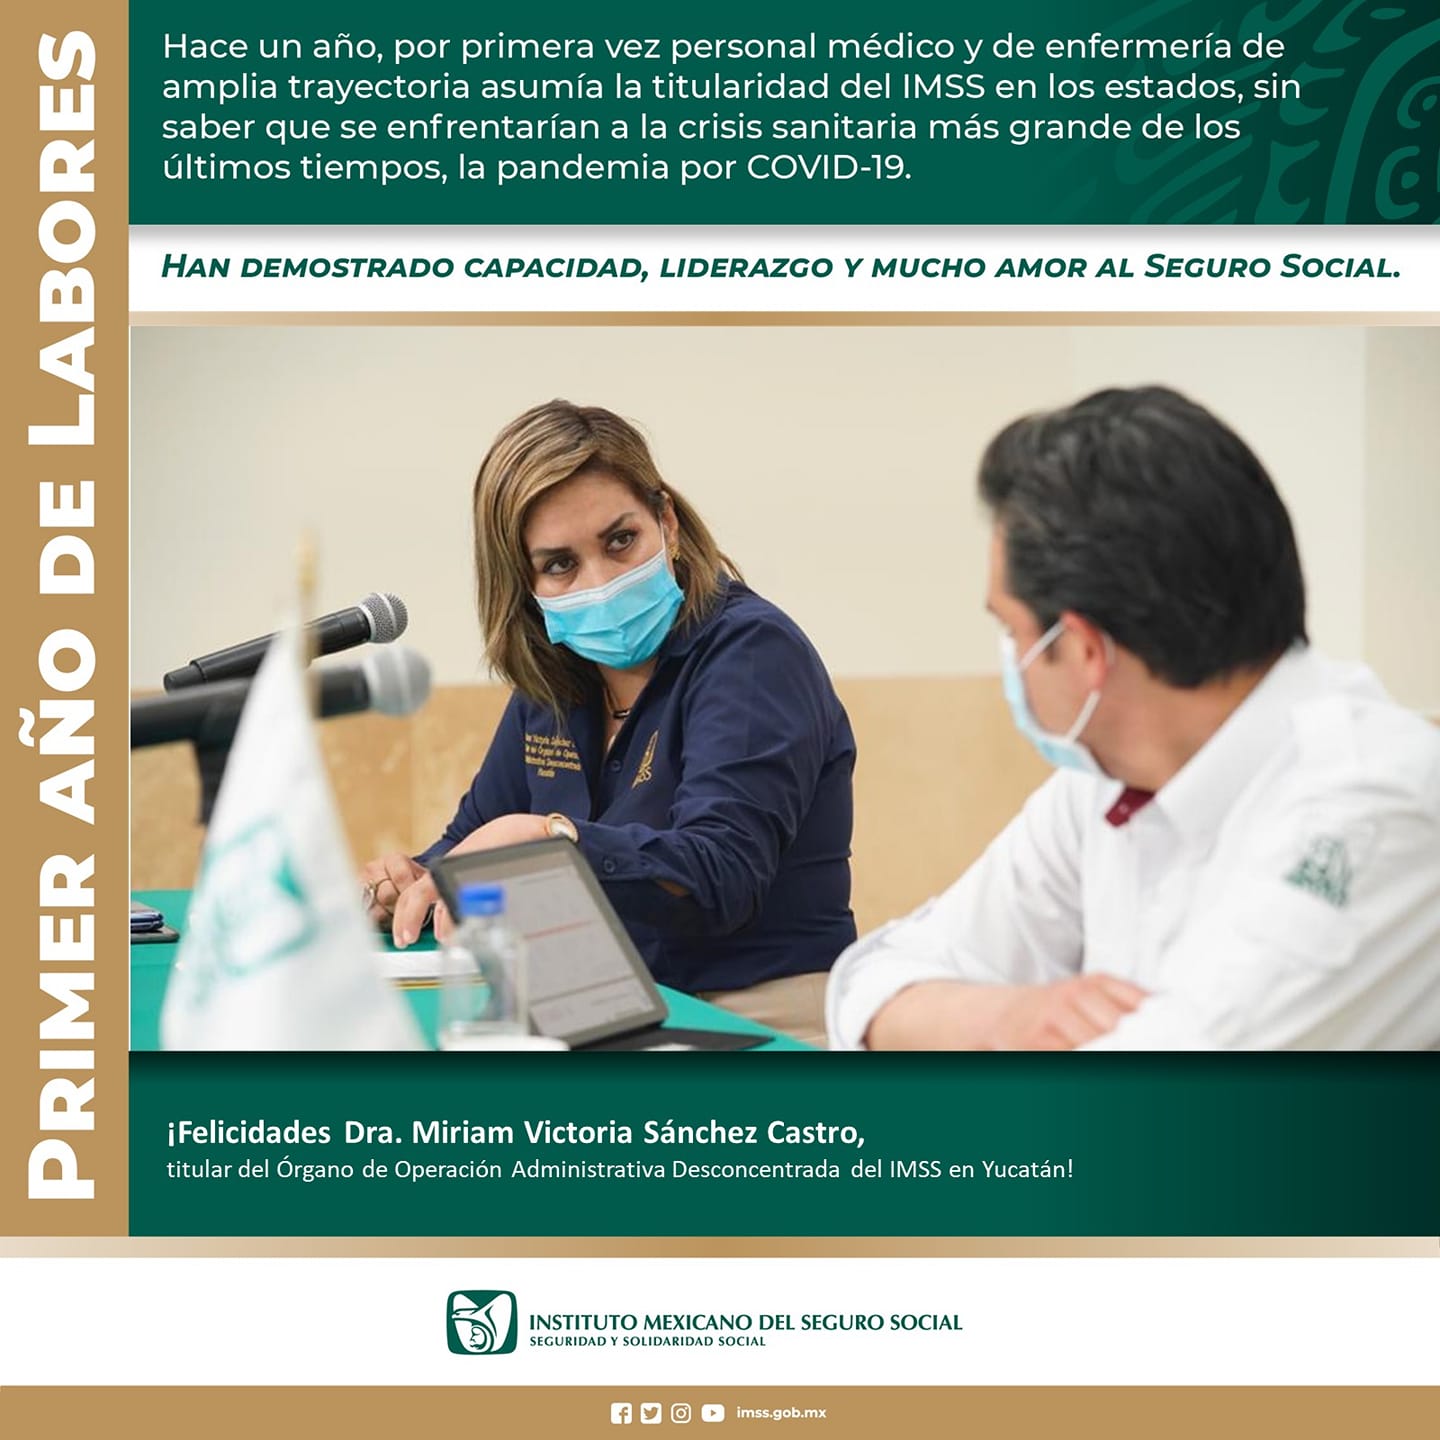 PRIMER AÑO DE LABORES
Hace un año, por primera vez personal médico y de enfermería de
amplia trayectoria asumía la titularidad del IMSS en los estados, sin
saber que se enfrentarían a la crisis sanitaria más grande de los
últimos tiempos, la pandemia por COVID-19.
HAN DEMOSTRADO CAPACIDAD, LIDERAZGO Y MUCHO AMOR AL SEGURO SOCIAL.
¡Felicidades Dra. Miriam Victoria Sánchez Castro,
titular del Órgano de Operación Administrativa Desconcentrada del IMSS en Yucatán!
INSTITUTO MEXICANO DEL SEGURO SOCIAL
SEGURIDAD Y SOLIDARIDAD SOCIAL
imss.gob.mx